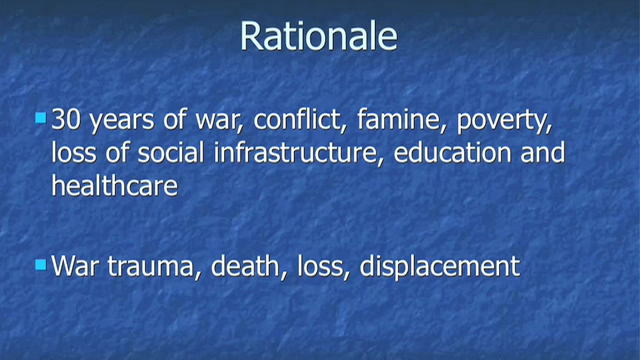 Rationale
30 years of war, conflict, famine, poverty,
loss of social infrastructure, education and
healthcare
War trauma, death, loss, displacement